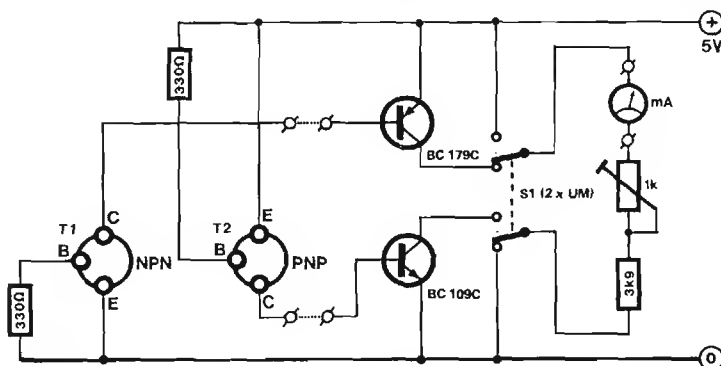 +
5V
330Ω
mA
BC 179C
1k
S1 (2 x UM)
C
T1
B
NPN
E
T2
E
B
PNP
C
BC 109C
330Ω
3k9
0